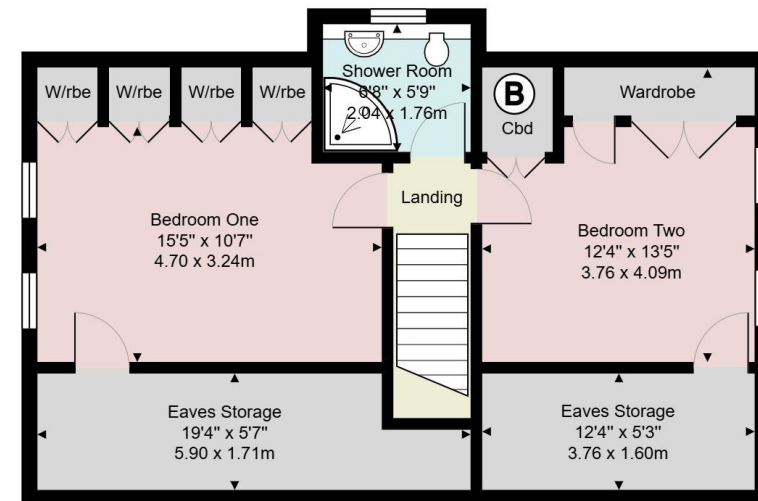 W/rbe
W/rbe
W/rbe
W/rbe
Shower Room
6'8" x 5'9"
2.04 x 1.76m
B
Cbd
Wardrobe
Landing
Bedroom One
15'5" x 10'7"
4.70 x 3.24m
Bedroom Two
12'4" x 13'5"
3.76 x 4.09m
Eaves Storage
19'4" x 5'7"
5.90 x 1.71m
Eaves Storage
12'4" x 5'3"
3.76 x 1.60m